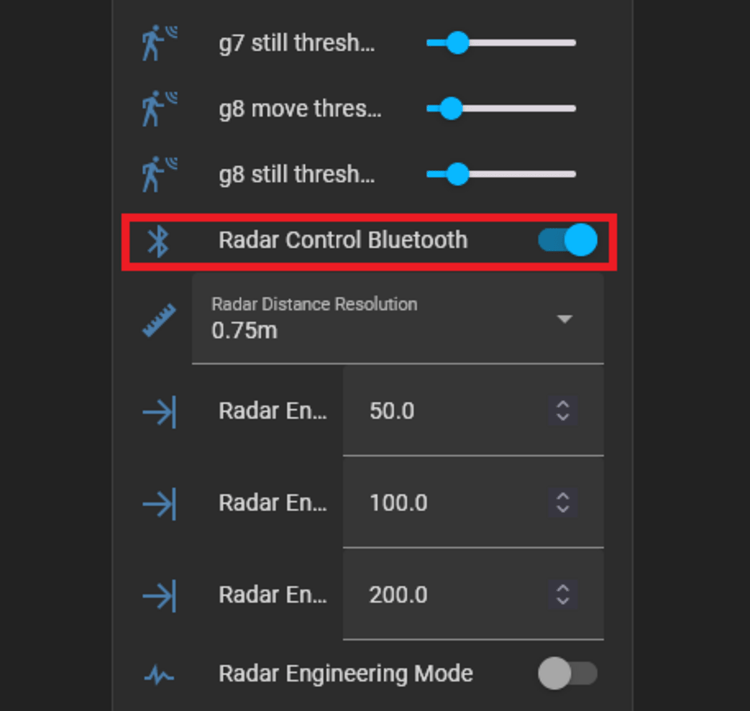 g7 still thresh...
g8 move thres...
g8 still thresh...
Radar Control Bluetooth
Radar Distance Resolution
0.75m
Radar En... 50.0
Radar En... 100.0
Radar En... 200.0
Radar Engineering Mode